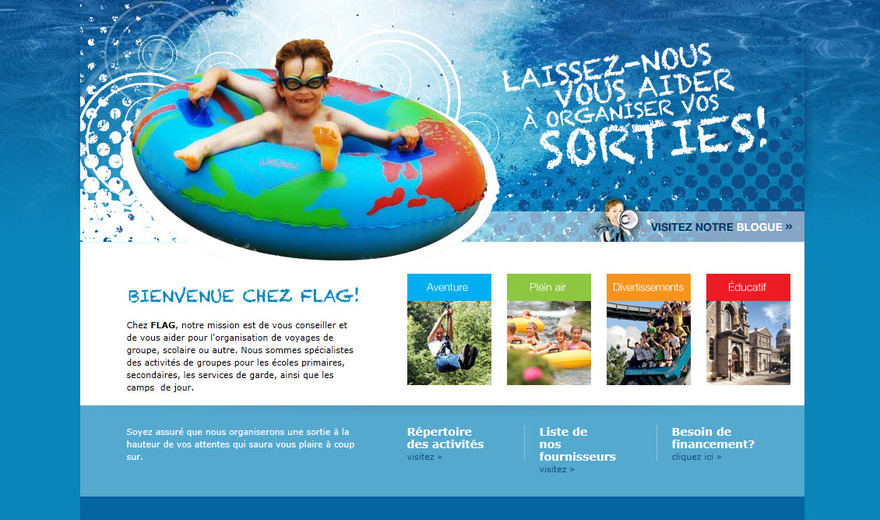 LAISSEZ-NOUS
VOUS AIDER
À ORGANISER VOS
SORTIES!
VISITEZ NOTRE BLOGUE »
BIENVENUE CHEZ FLAG!
Chez FLAG, notre mission est de vous conseiller et
de vous aider pour l'organisation de voyages de
groupe, scolaire ou autre. Nous sommes spécialistes
des activités de groupes pour les écoles primaires,
secondaires, les services de garde, ainsi que les
camps de jour.
Aventure
Plein air
Divertissements
Éducatif
Soyez assuré que nous organiserons une sortie à la
hauteur de vos attentes qui saura vous plaire à coup
sur.
Répertoire
des activités
visitez »
Liste de
nos
fournisseurs
visitez »
Besoin de
financement?
cliquez ici »